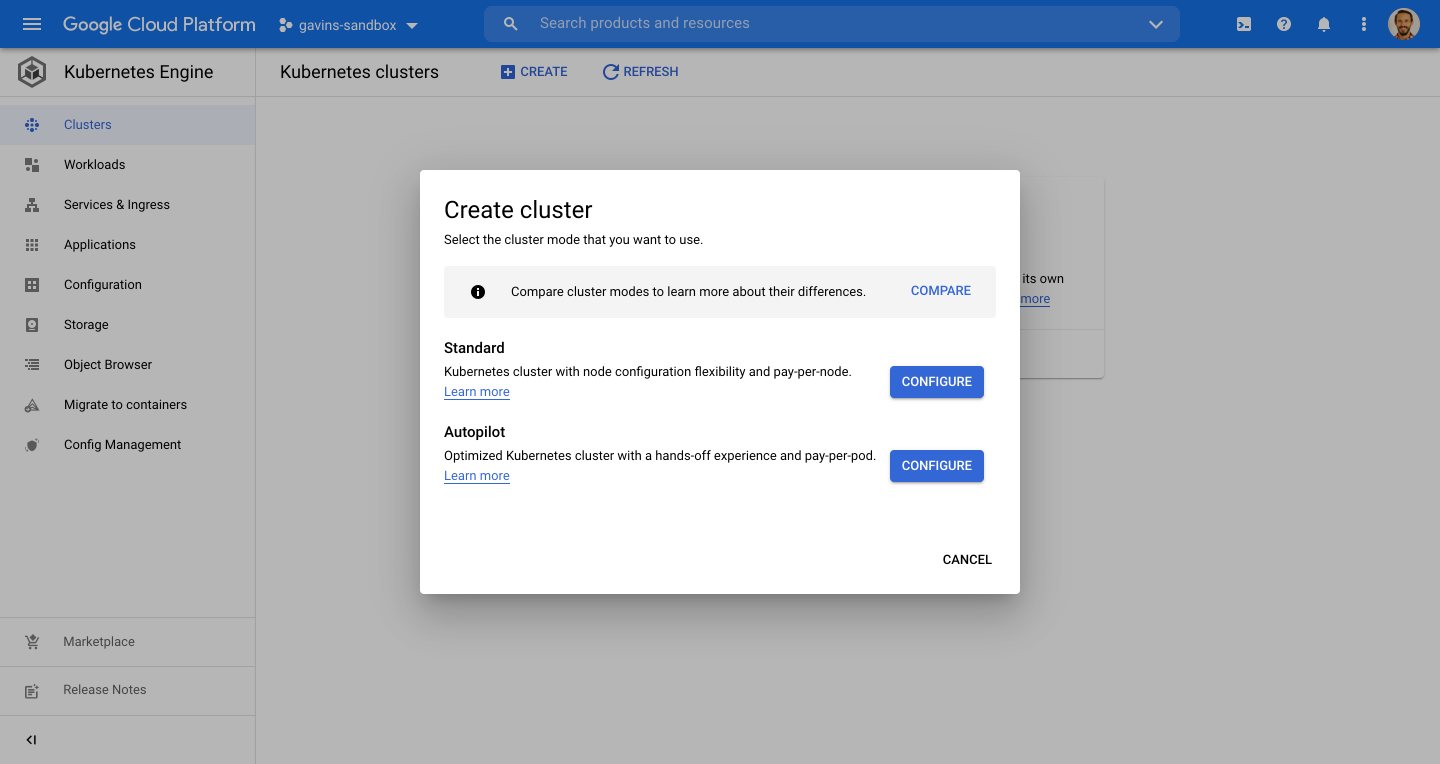 Google Cloud Platform
gavins-sandbox
Search products and resources
Kubernetes Engine
Kubernetes clusters
CREATE
REFRESH
Clusters
Workloads
Services & Ingress
Applications
Configuration
Storage
Object Browser
Migrate to containers
Config Management
Marketplace
Release Notes
its own
more
Create cluster
Select the cluster mode that you want to use.
Compare cluster modes to learn more about their differences.
COMPARE
Standard
Kubernetes cluster with node configuration flexibility and pay-per-node.
Learn more
CONFIGURE
Autopilot
Optimized Kubernetes cluster with a hands-off experience and pay-per-pod.
Learn more
CONFIGURE
CANCEL